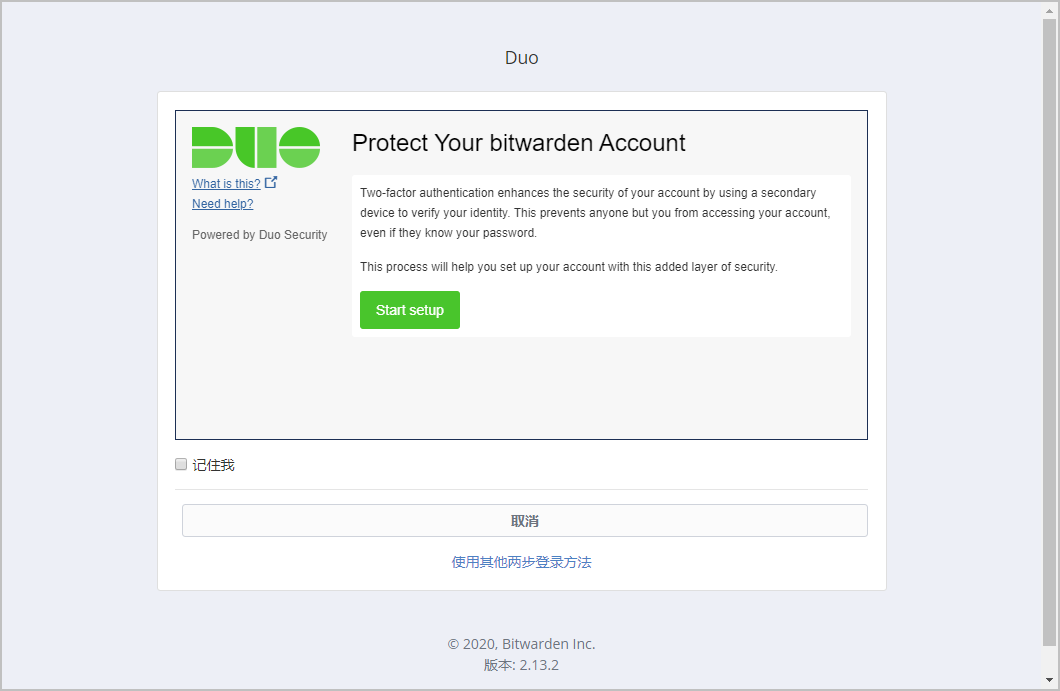 Duo
DUO
What is this?
Need help?
Powered by Duo Security
Protect Your bitwarden Account
Two-factor authentication enhances the security of your account by using a secondary
device to verify your identity. This prevents anyone but you from accessing your account,
even if they know your password.
This process will help you set up your account with this added layer of security.
Start setup
记住我
取消
使用其他两步登录方法
© 2020, Bitwarden Inc.
版本: 2.13.2